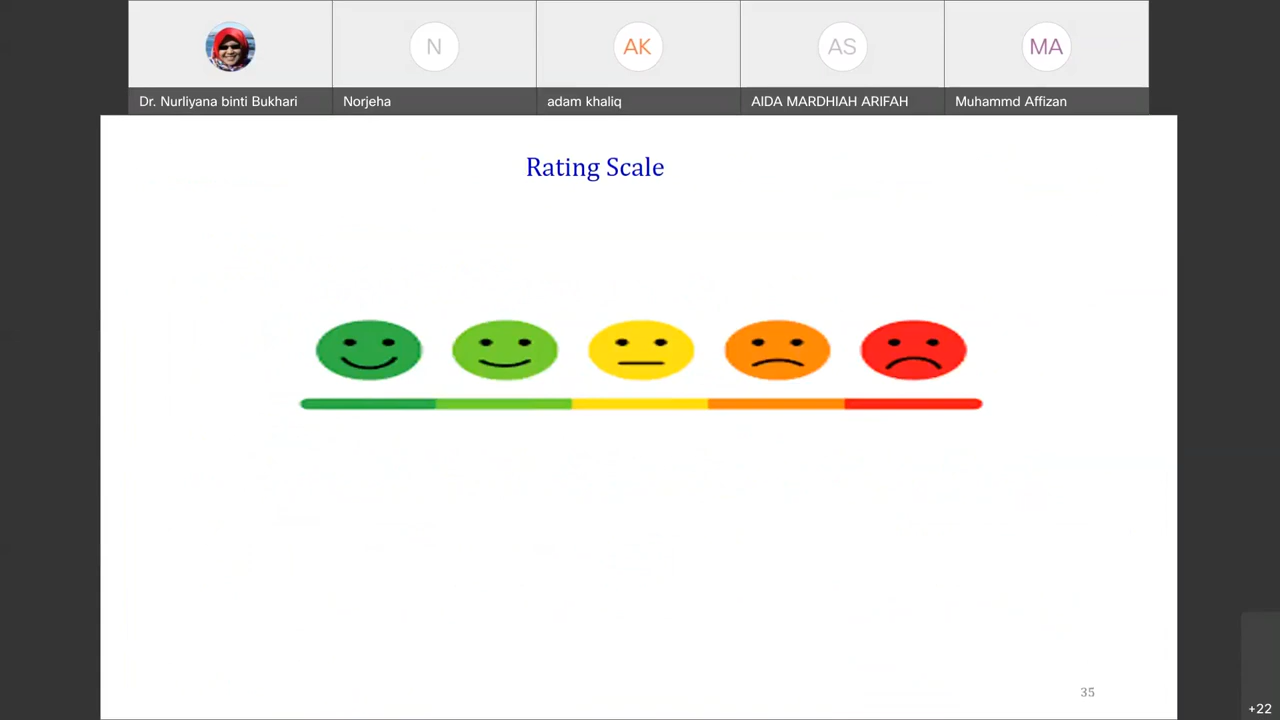 N
AK
AS
MA
Dr. Nurliyana binti Bukhari
Norjeha
adam khaliq
AIDA MARDHIAH ARIFAH
Muhammd Affizan
Rating Scale
35
+22